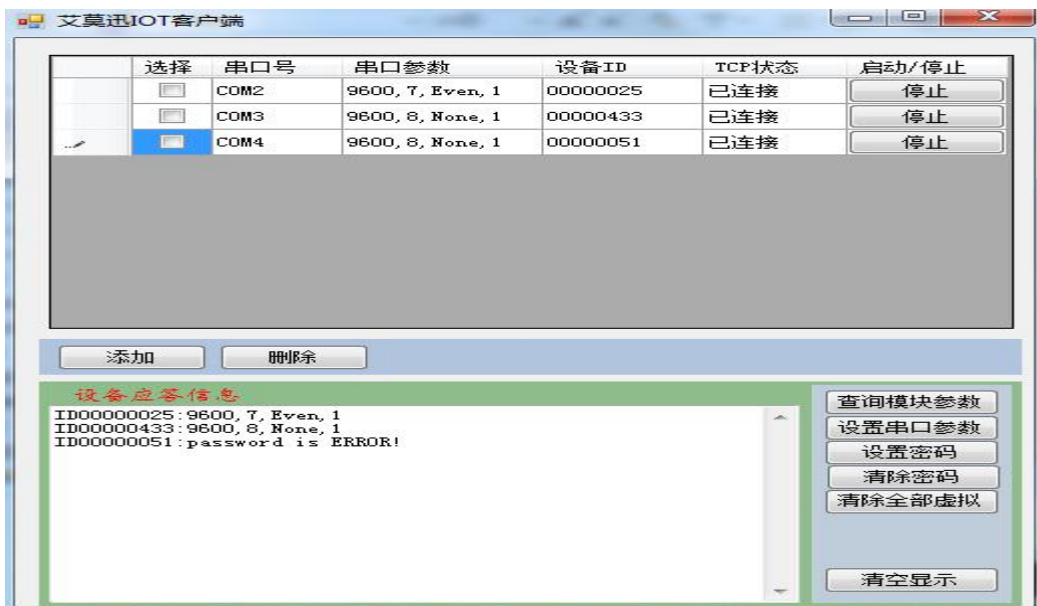 艾莫迅IOT客户端
选择 串口号 串口参数 设备ID TCP状态 启动/停止
COM2 9600, 7, Even, 1 00000025 已连接 停止
COM3 9600, 8, None, 1 00000433 已连接 停止
COM4 9600, 8, None, 1 00000051 已连接 停止
添加 删除
设备应答信息
ID00000025:9600, 7, Even, 1
ID00000433:9600, 8, None, 1
ID00000051:password is ERROR!
查询模块参数
设置串口参数
设置密码
清除密码
清除全部虚拟
清空显示